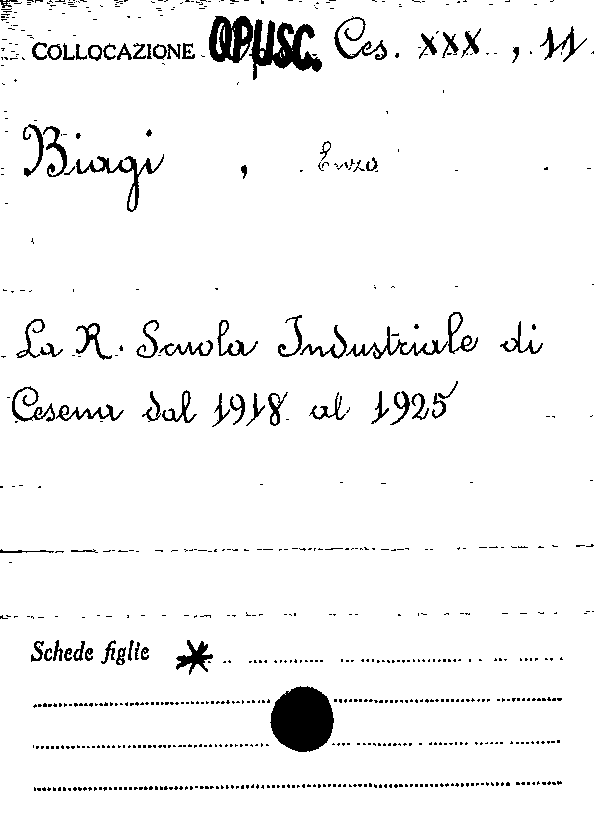 COLLOCAZIONE OPUSC. Ces. XXX, 11.
Biagi, Enzo
La R. Scuola Industriale di
Cesena dal 1918 al 1925
Schede figlie *